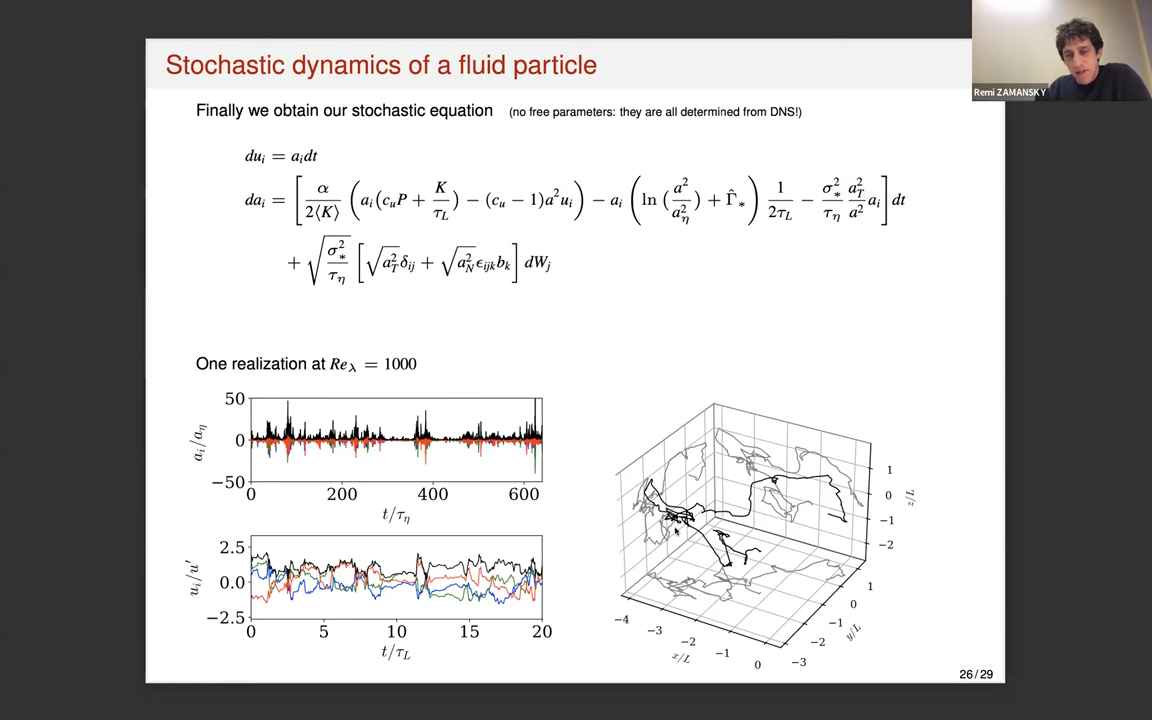 Stochastic dynamics of a fluid particle
Remi ZAMANSKY
Finally we obtain our stochastic equation (no free parameters: they are all determined from DNS!)
du_i = a_i dt
da_i = [ α/2⟨K⟩ ( a_i(c_u P + K/τ_L) − (c_u − 1)a²u_i ) − a_i ( ln (a²/a_η²) + Γ̂_* ) 1/2τ_L − σ_*²/τ_η a_T²/a² a_i ] dt
+ √(σ_*²/τ_η) [ √(a_T²) δ_ij + √(a_N²) ϵ_ijk b_k ] dW_j
One realization at Re_λ = 1000
50
0
−50
a_i/a_η
0 200 400 600
t/τ_η
2.5
0.0
−2.5
u_i/u′
0 5 10 15 20
t/τ_L
1
0
−1
−2
z/L
1
0
−1
−2
−3
y/L
−4
−3
−2
−1
0
x/L
26 / 29